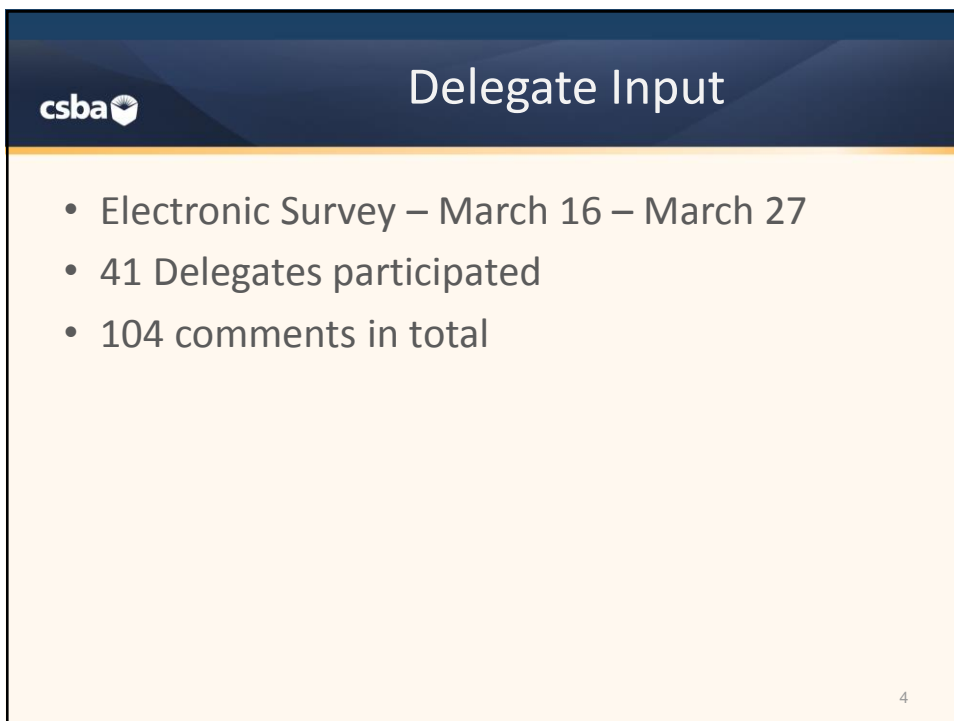 csba
Delegate Input
• Electronic Survey – March 16 – March 27
• 41 Delegates participated
• 104 comments in total
4